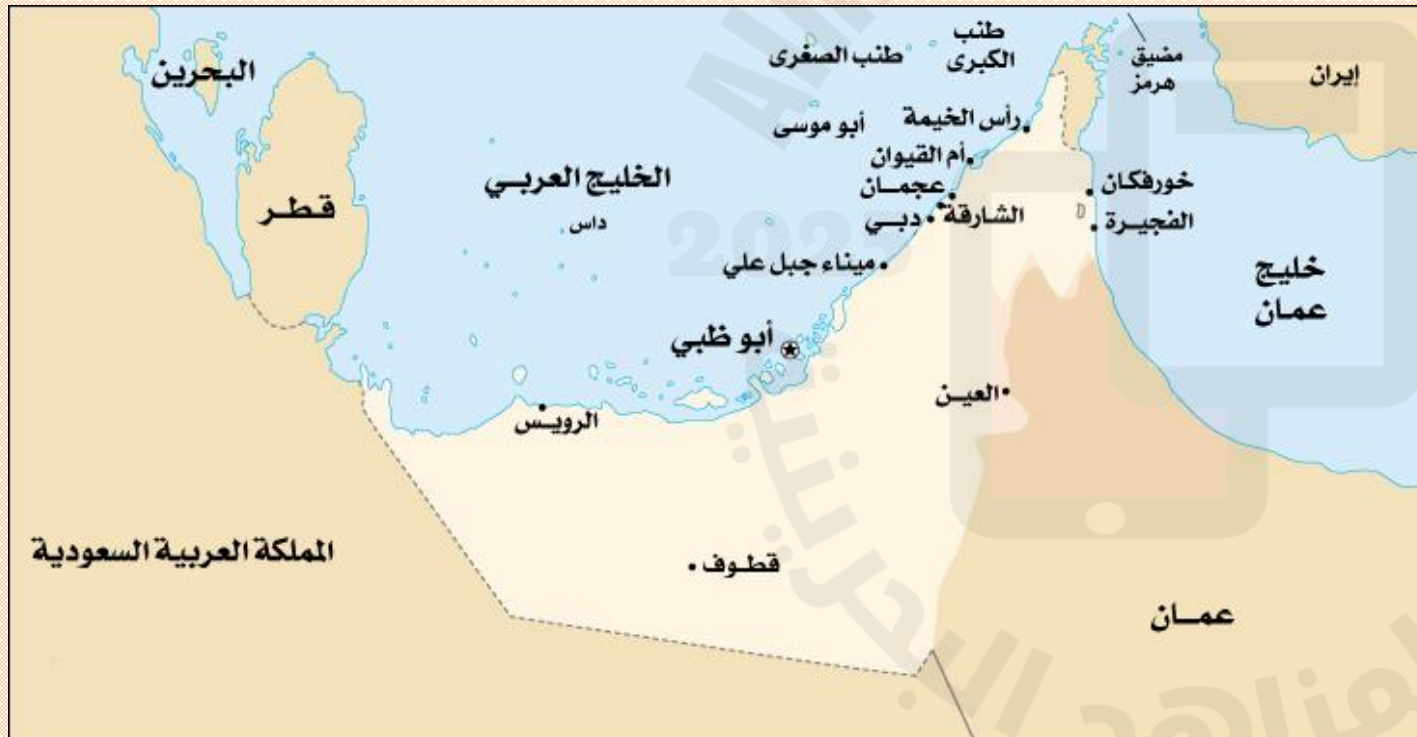 طنب
الكبرى
طنب الصغرى
مضيق
هرمز
إيران
البحرين
أبو موسى
رأس الخيمة
أم القيوان
الخليج العربي
عجمان
خورفكان
قطر
داس
دبي
الشارقة
الفجيرة
ميناء جبل علي
خليج
عمان
أبو ظبي
العين
الرويس
المملكة العربية السعودية
قطوف
عمان
2023